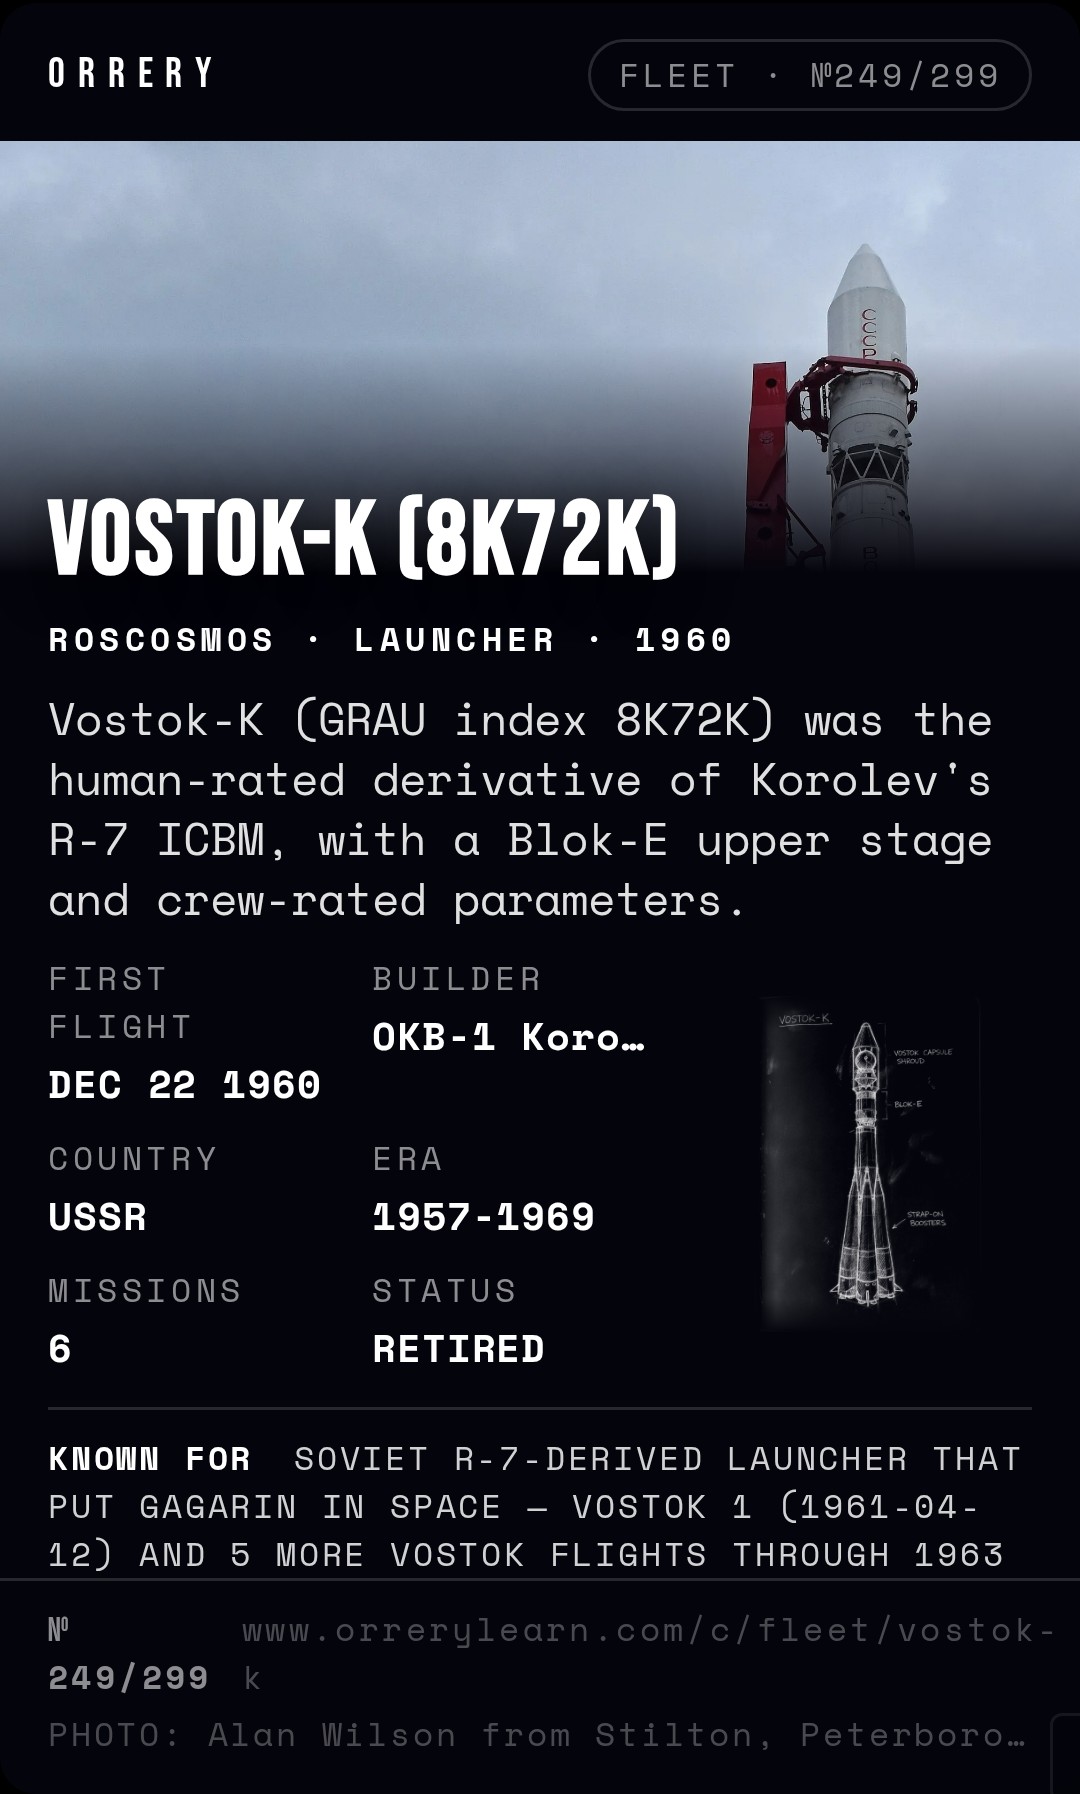 ORRERY
FLEET · №249/299
CCCP
В
VOSTOK-K (8K72K)
ROSCOSMOS · LAUNCHER · 1960
Vostok-K (GRAU index 8K72K) was the
human-rated derivative of Korolev's
R-7 ICBM, with a Blok-E upper stage
and crew-rated parameters.
FIRST
FLIGHT
DEC 22 1960
BUILDER
OKB-1 Koro…
COUNTRY
USSR
ERA
1957-1969
MISSIONS
6
STATUS
RETIRED
VOSTOK-K
VOSTOK CAPSULE
SHROUD
BLOK-E
STRAP-ON
BOOSTERS
KNOWN FOR SOVIET R-7-DERIVED LAUNCHER THAT
PUT GAGARIN IN SPACE — VOSTOK 1 (1961-04-
12) AND 5 MORE VOSTOK FLIGHTS THROUGH 1963
№
249/299
www.orrerylearn.com/c/fleet/vostok-
k
PHOTO: Alan Wilson from Stilton, Peterboro…